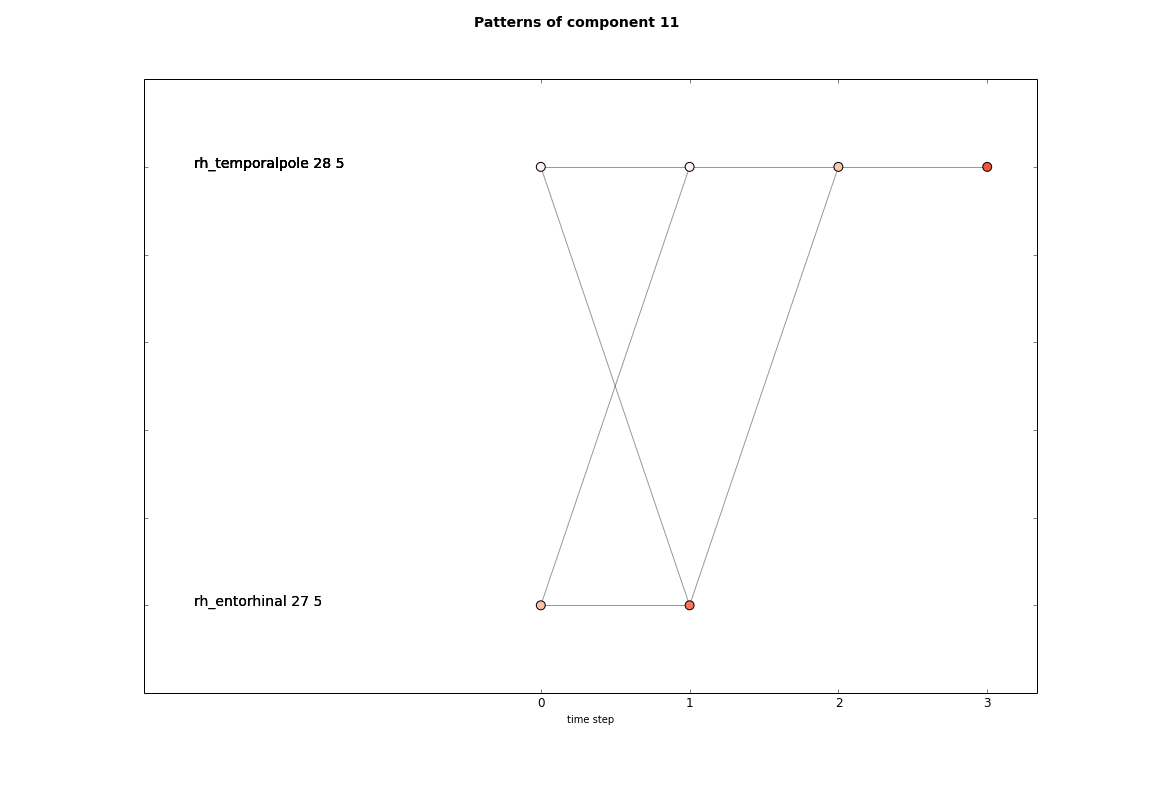 Patterns of component 11
rh_temporalpole 28 5
rh_entorhinal 27 5
0 1 2 3
time step